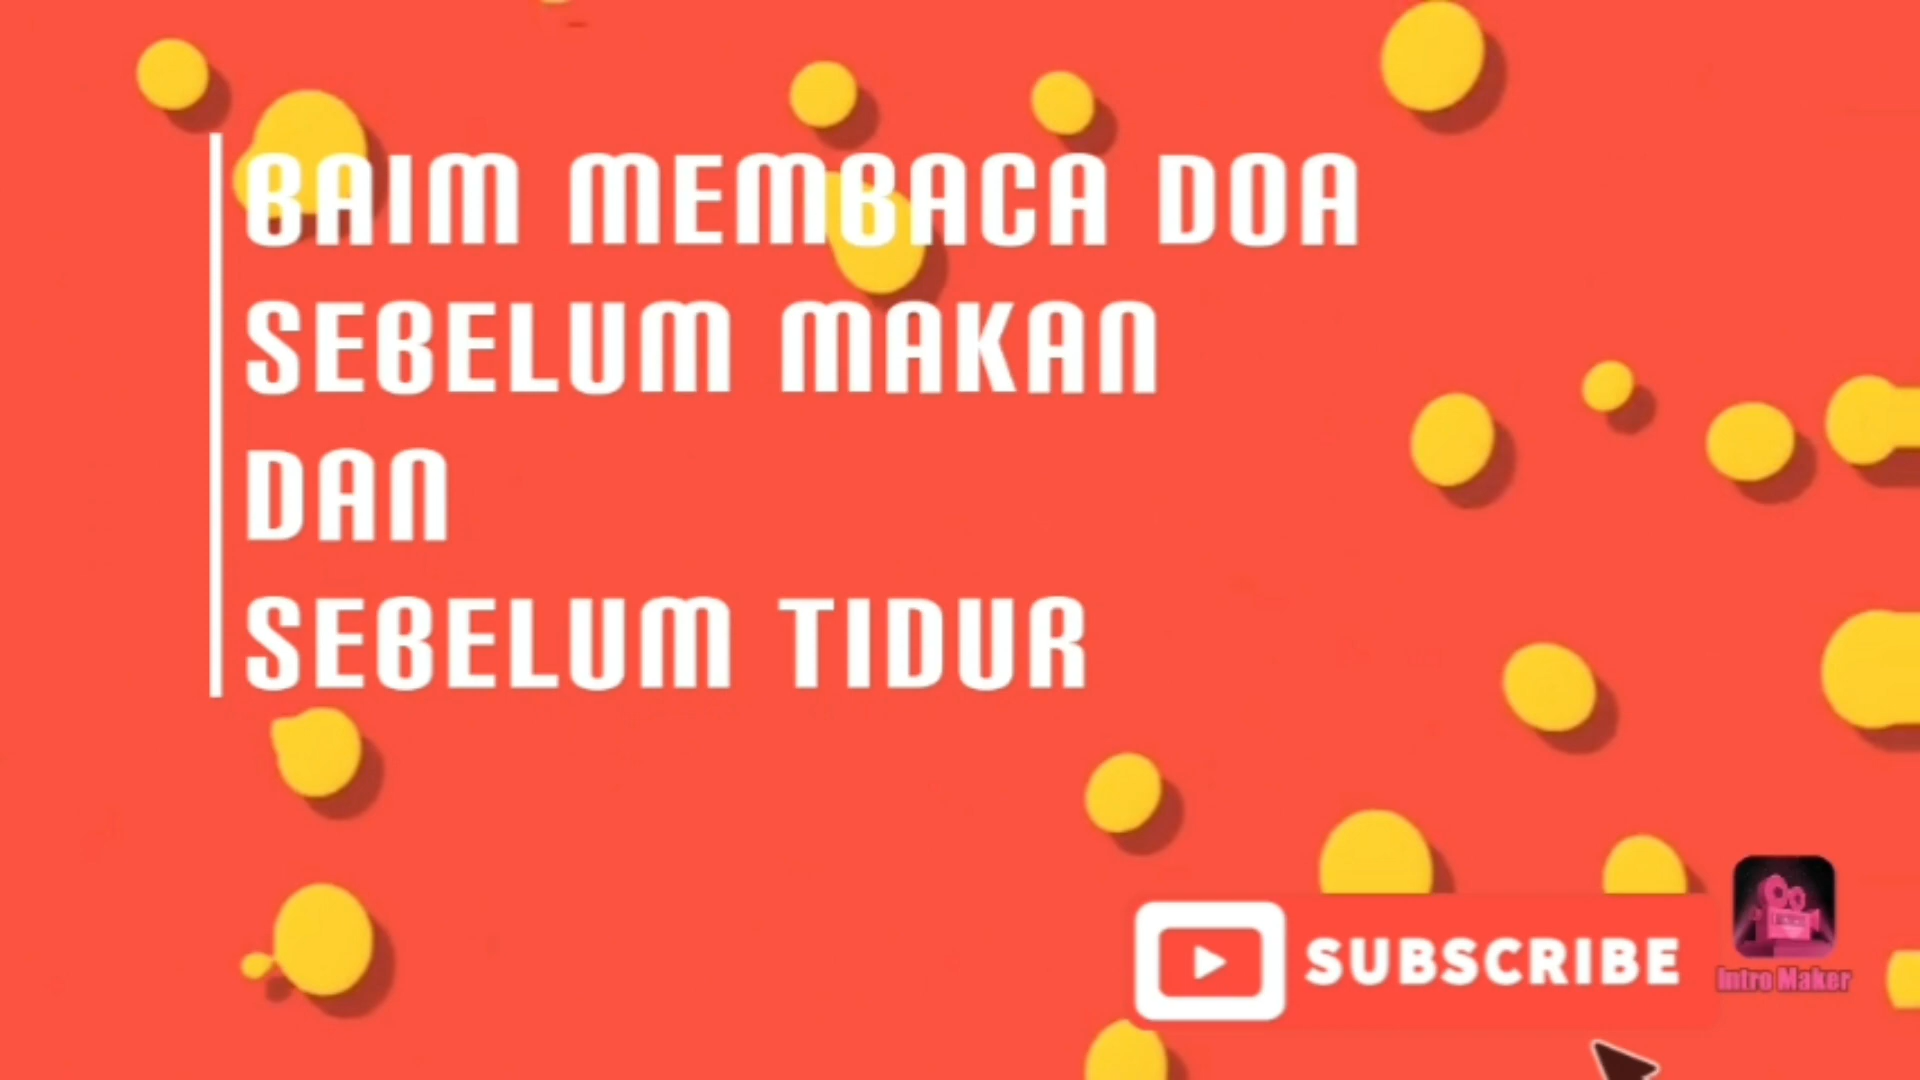 BAIM MEMBACA DOA
SEBELUM MAKAN
DAN
SEBELUM TIDUR
SUBSCRIBE
Intro Maker